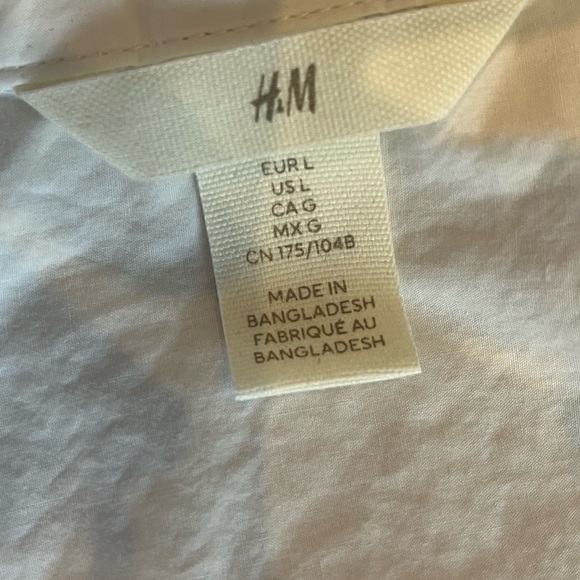 H&M
EUR L
US L
CA G
MX G
CN 175/104B
MADE IN
BANGLADESH
FABRIQUÉ AU
BANGLADESH